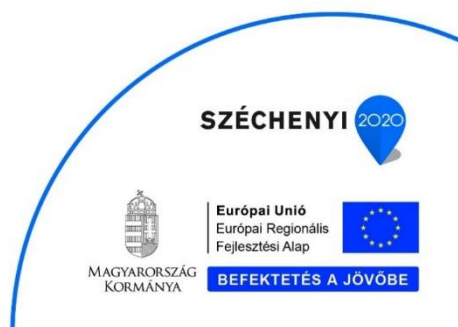 SZÉCHENYI 2020
Európai Unió
Európai Regionális
Fejlesztési Alap
MAGYARORSZÁG
KORMÁNYA
BEFEKTETÉS A JÖVŐBE